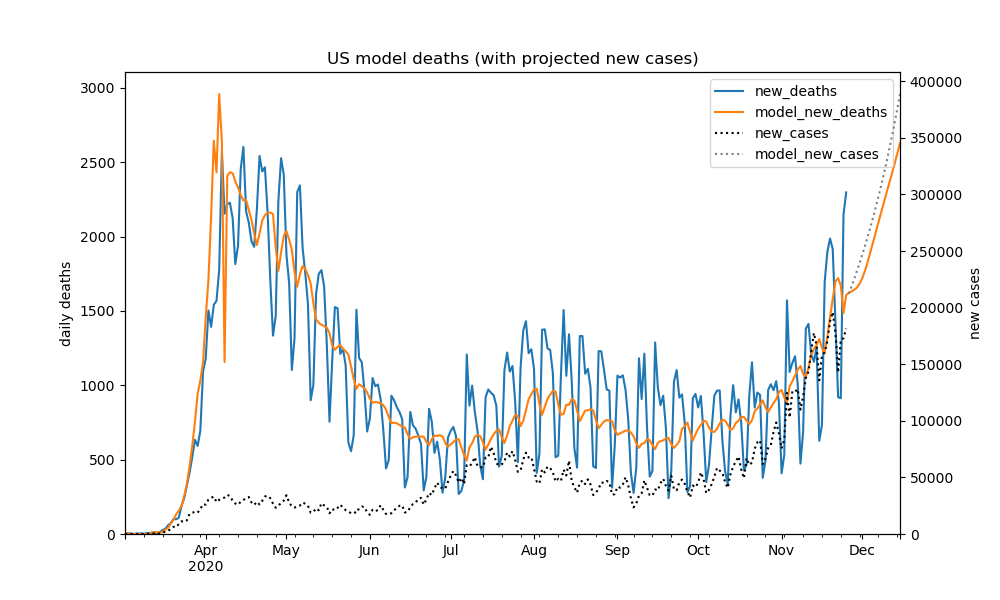 US model deaths (with projected new cases)
new_deaths
model_new_deaths
new_cases
model_new_cases
daily deaths
3000
2500
2000
1500
1000
500
0
400000
350000
300000
250000
200000
150000
100000
50000
0
new cases
Apr May Jun Jul Aug Sep Oct Nov Dec
2020